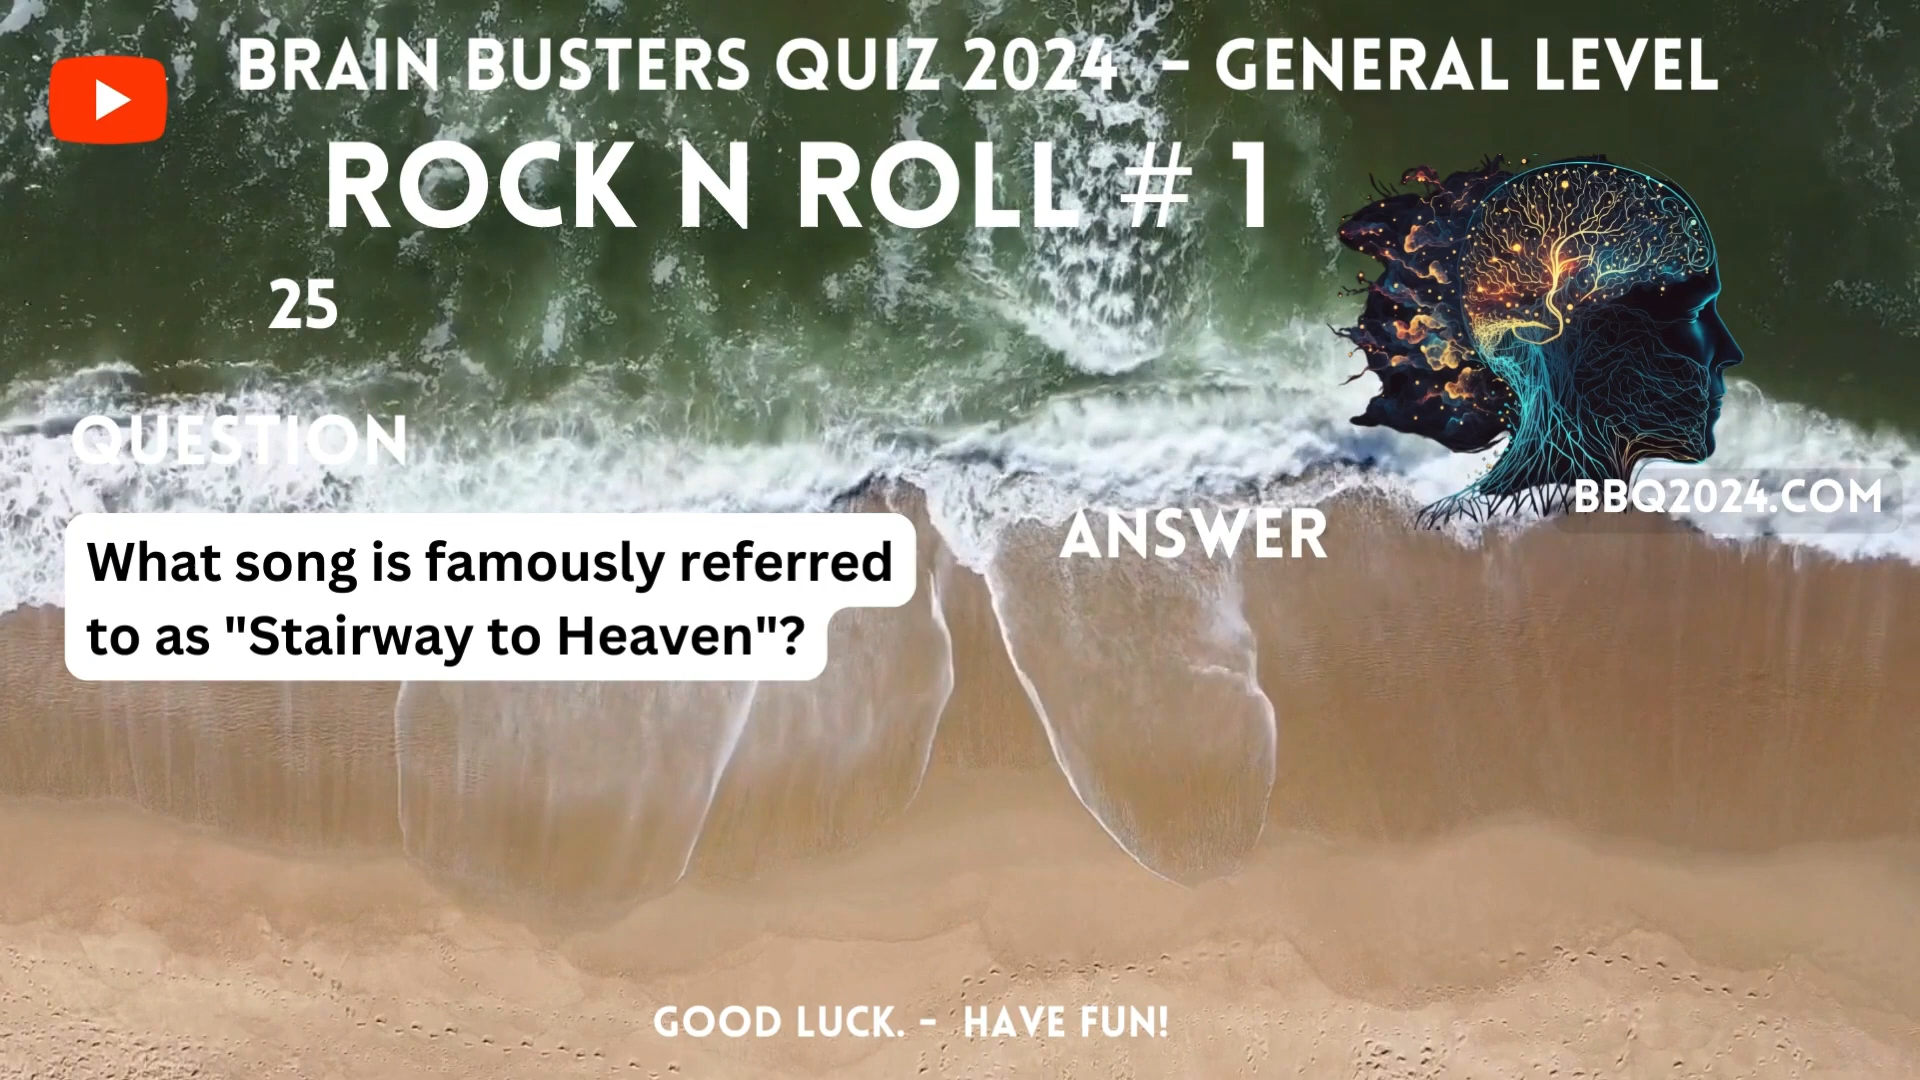 BRAIN BUSTERS QUIZ 2024 - GENERAL LEVEL
ROCK N ROLL # 1
25
QUESTION
BBQ2024.COM
ANSWER
What song is famously referred
to as "Stairway to Heaven"?
GOOD LUCK. - HAVE FUN!